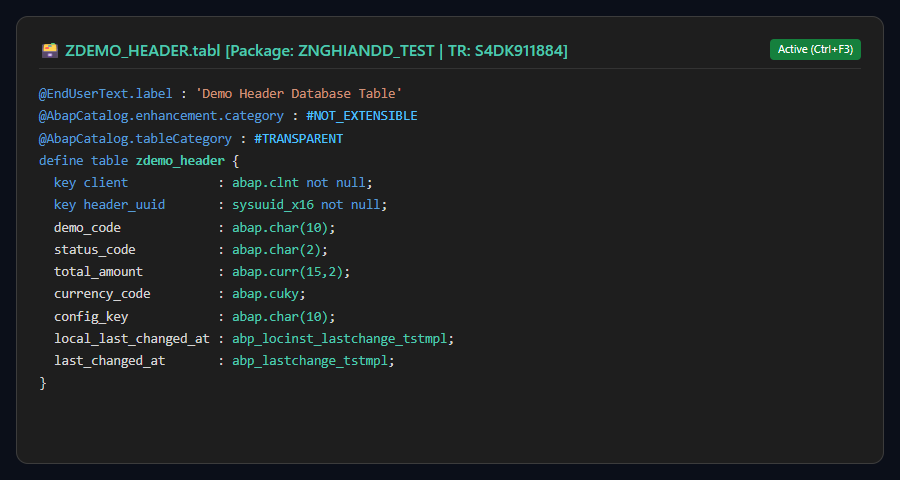 ZDEMO_HEADER.tabl [Package: ZNGHIANDD_TEST | TR: S4DK911884]
Active (Ctrl+F3)
@EndUserText.label : 'Demo Header Database Table'
@AbapCatalog.enhancement.category : #NOT_EXTENSIBLE
@AbapCatalog.tableCategory : #TRANSPARENT
define table zdemo_header {
  key client            : abap.clnt not null;
  key header_uuid       : sysuuid_x16 not null;
  demo_code             : abap.char(10);
  status_code           : abap.char(2);
  total_amount          : abap.curr(15,2);
  currency_code         : abap.cuky;
  config_key            : abap.char(10);
  local_last_changed_at : abp_locinst_lastchange_tstmpl;
  last_changed_at       : abp_lastchange_tstmpl;
}